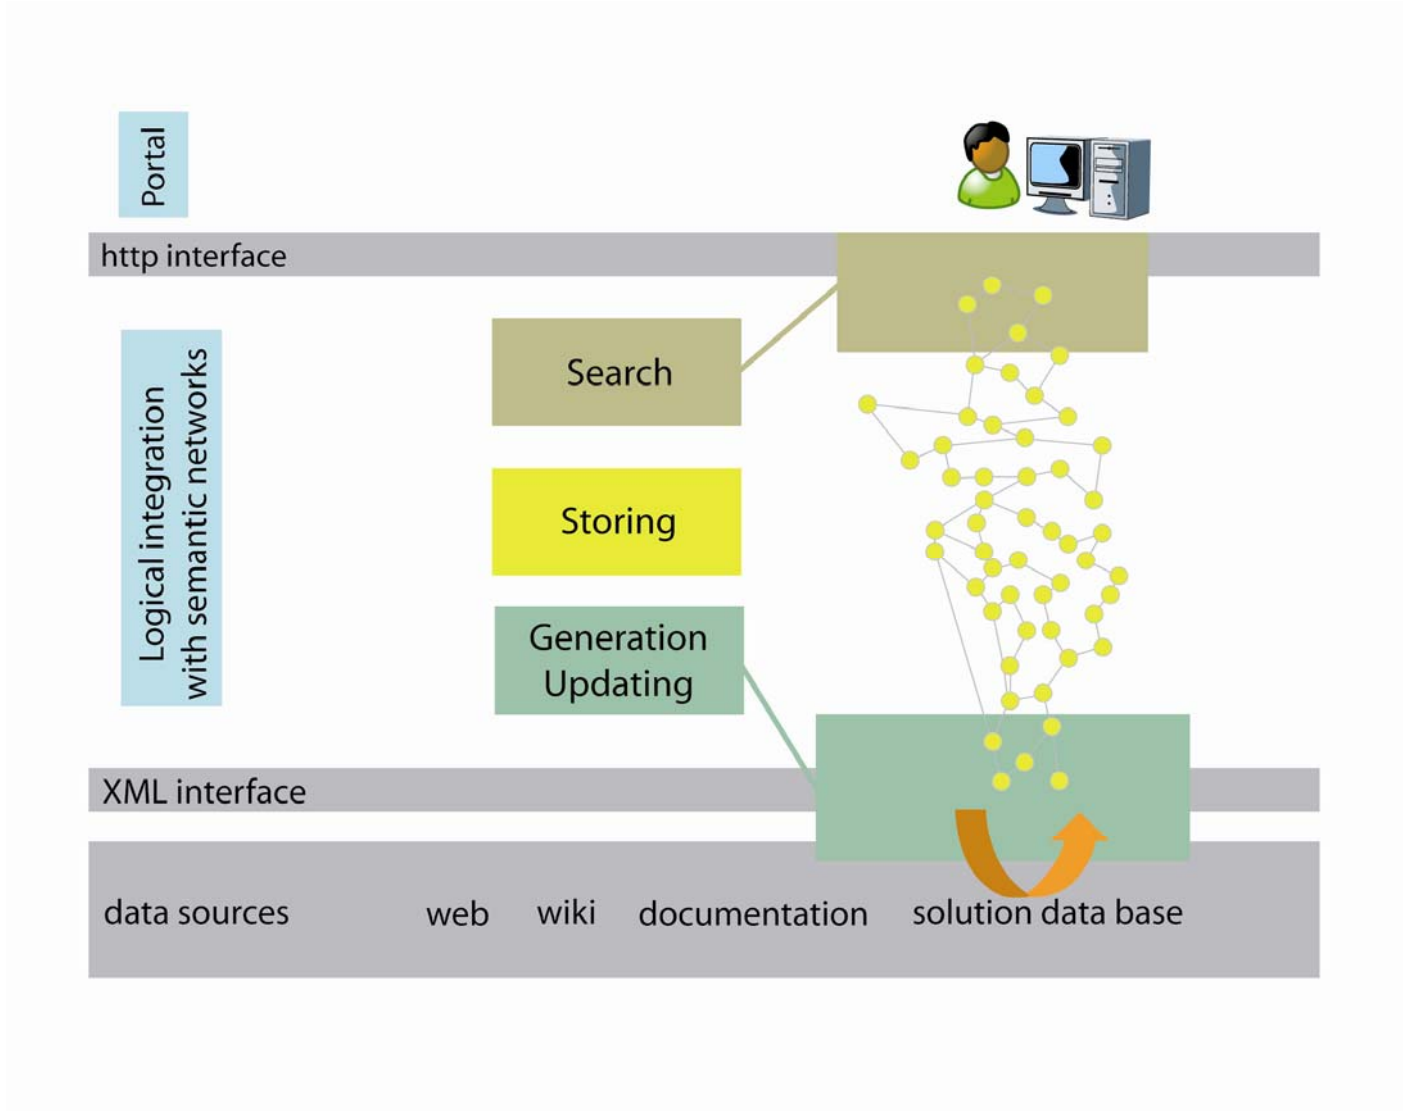 Portal
http interface
Search
Logical integration
with semantic networks
Storing
Generation
Updating
XML interface
data sources
web
wiki
documentation
solution data base